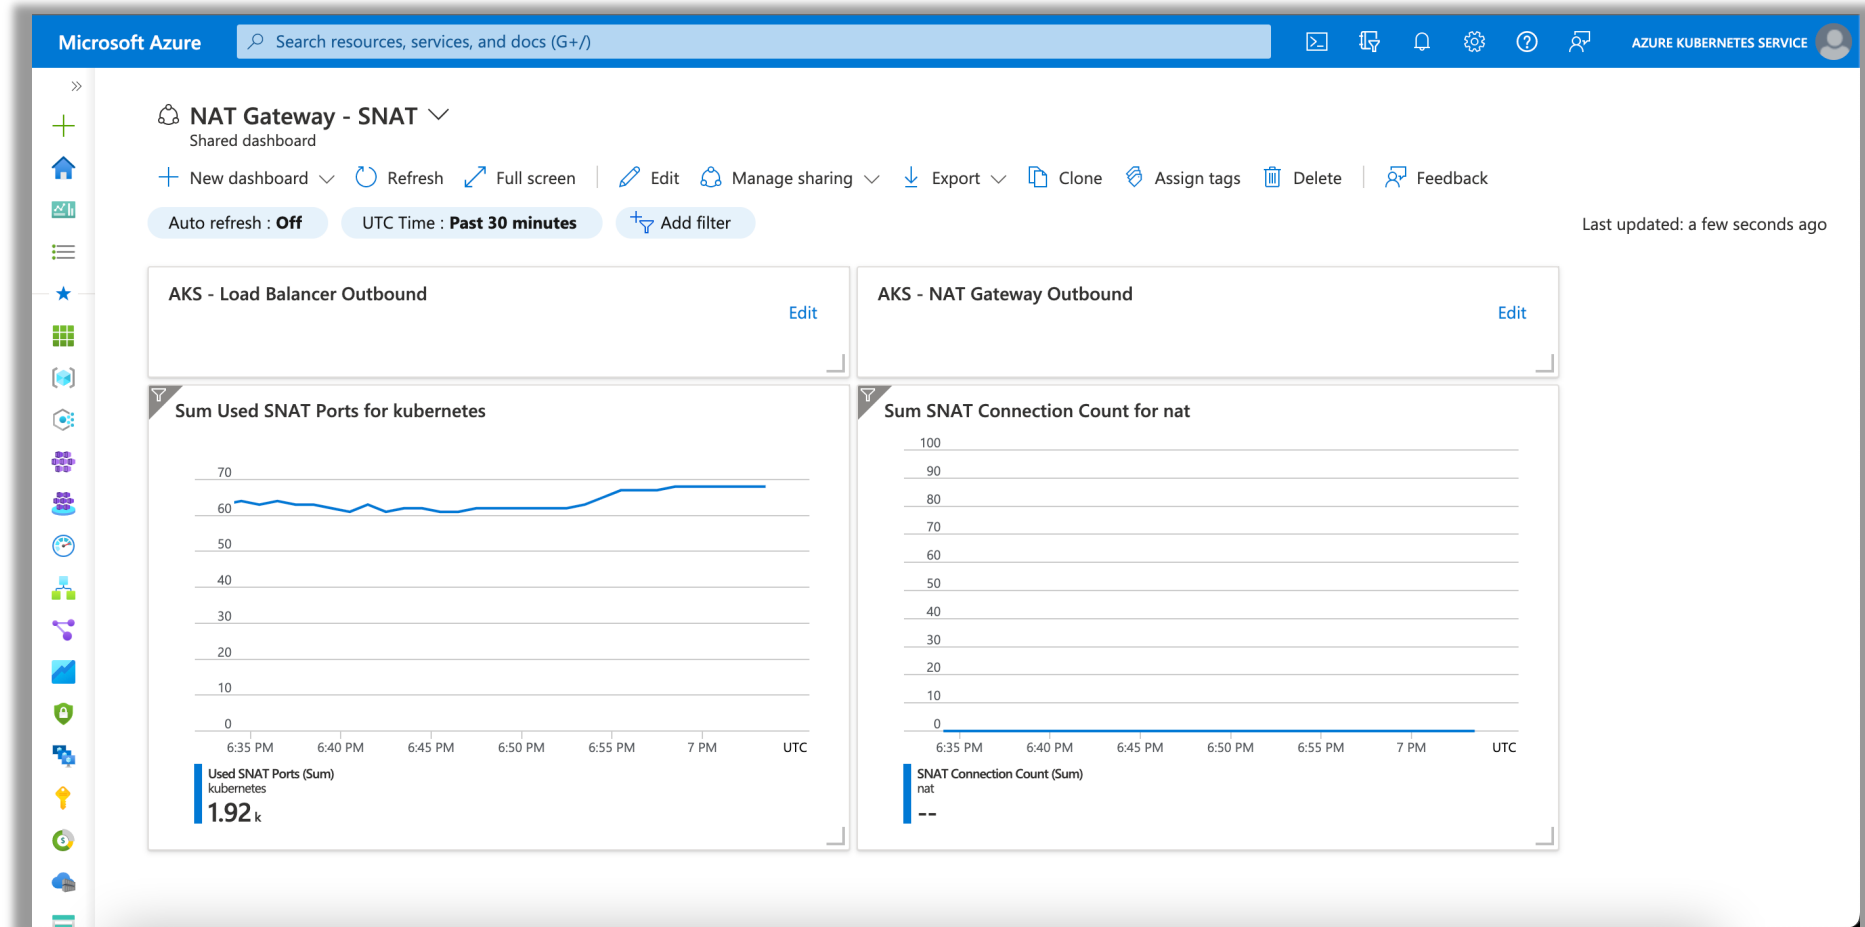 Microsoft Azure
Search resources, services, and docs (G+/)
AZURE KUBERNETES SERVICE
NAT Gateway - SNAT
Shared dashboard
New dashboard
Refresh
Full screen
Edit
Manage sharing
Export
Clone
Assign tags
Delete
Feedback
Auto refresh : Off
UTC Time : Past 30 minutes
Add filter
Last updated: a few seconds ago
AKS - Load Balancer Outbound
Edit
AKS - NAT Gateway Outbound
Edit
Sum Used SNAT Ports for kubernetes
70
60
50
40
30
20
10
0
6:35 PM
6:40 PM
6:45 PM
6:50 PM
6:55 PM
7 PM
UTC
Used SNAT Ports (Sum)
kubernetes
1.92 k
Sum SNAT Connection Count for nat
100
90
80
70
60
50
40
30
20
10
0
6:35 PM
6:40 PM
6:45 PM
6:50 PM
6:55 PM
7 PM
UTC
SNAT Connection Count (Sum)
nat
--